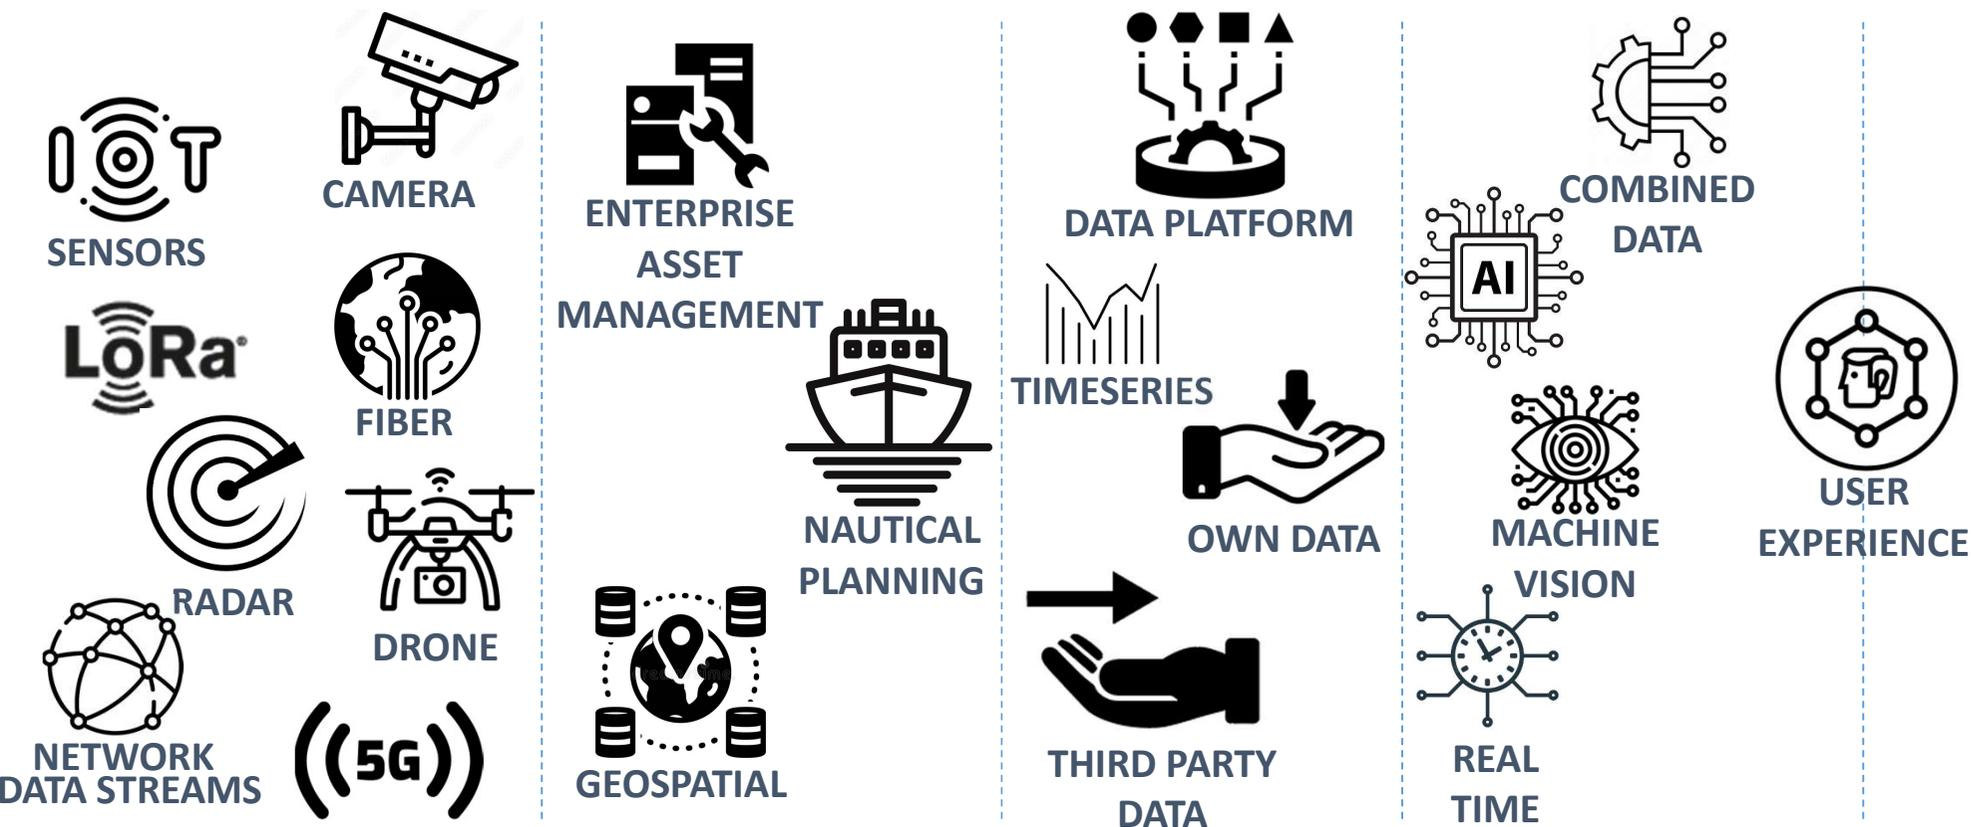 IOT
SENSORS
CAMERA
LoRa®
FIBER
RADAR
DRONE
NETWORK
DATA STREAMS
5G
ENTERPRISE
ASSET
MANAGEMENT
NAUTICAL
PLANNING
GEOSPATIAL
DATA PLATFORM
TIMESERIES
OWN DATA
THIRD PARTY
DATA
COMBINED
DATA
AI
MACHINE
VISION
REAL
TIME
USER
EXPERIENCE